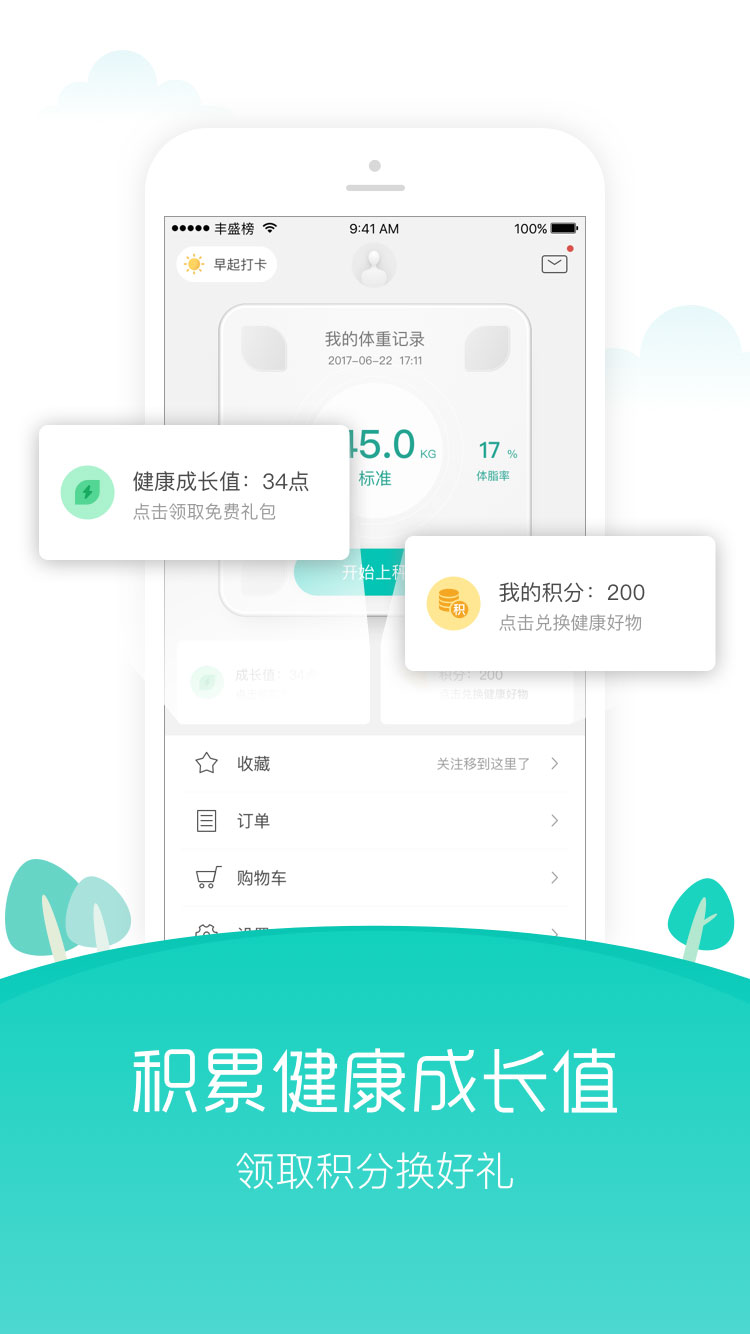 丰盛榜
9:41 AM
100%
早起打卡
我的体重记录
2017-06-22 17:11
45.0 KG
17 %
标准
体脂率
健康成长值：34点
点击领取免费礼包
开始上秤
我的积分：200
积
点击兑换健康好物
成长值：34点
积分：200
点击兑换健康好物
收藏
关注移到这里了
订单
购物车
设置
积累健康成长值
领取积分换好礼